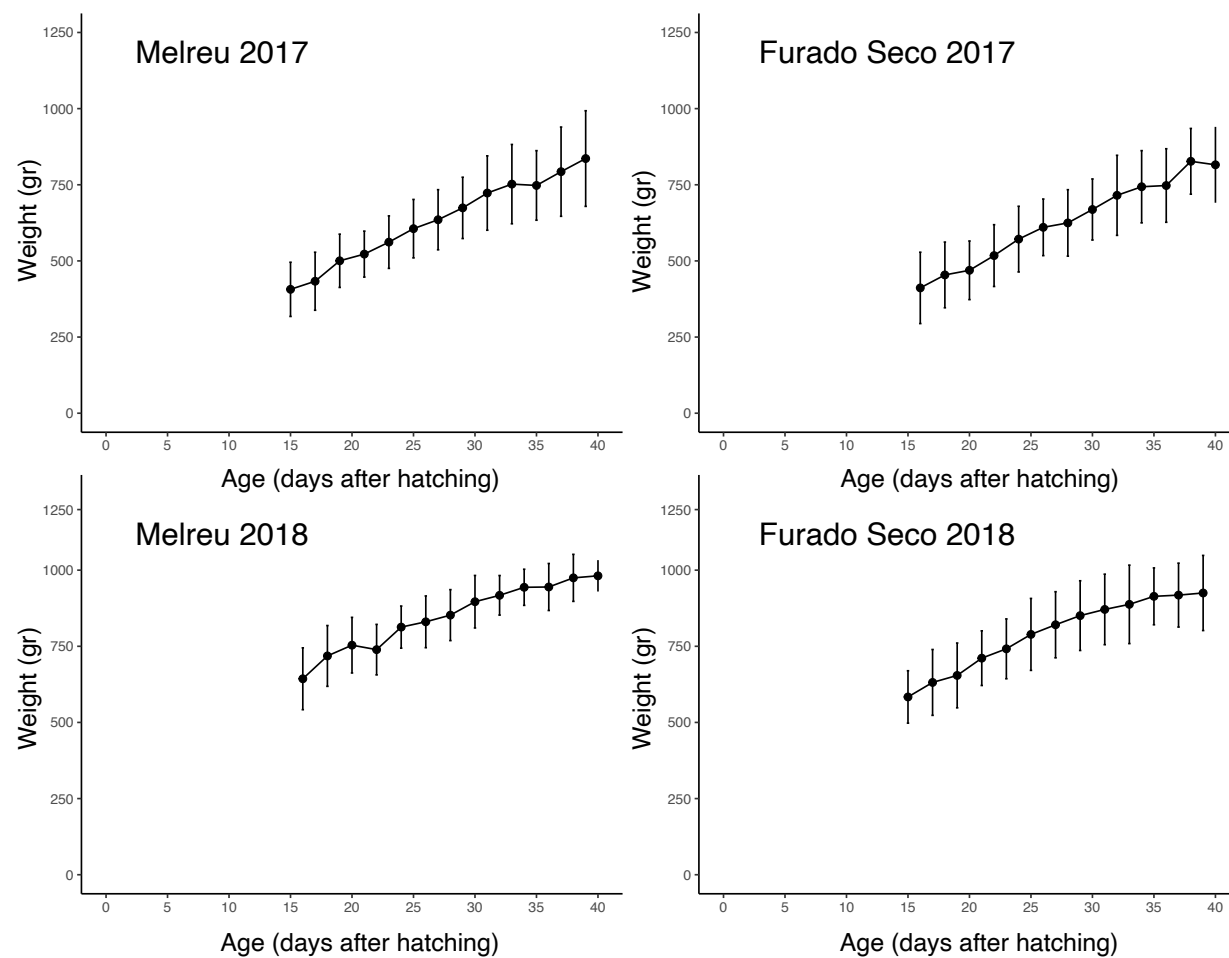 Melreu 2017
Weight (gr)
1250
1000
750
500
250
0
0 5 10 15 20 25 30 35 40
Age (days after hatching)
Furado Seco 2017
Weight (gr)
1250
1000
750
500
250
0
0 5 10 15 20 25 30 35 40
Age (days after hatching)
Melreu 2018
Weight (gr)
1250
1000
750
500
250
0
0 5 10 15 20 25 30 35 40
Age (days after hatching)
Furado Seco 2018
Weight (gr)
1250
1000
750
500
250
0
0 5 10 15 20 25 30 35 40
Age (days after hatching)